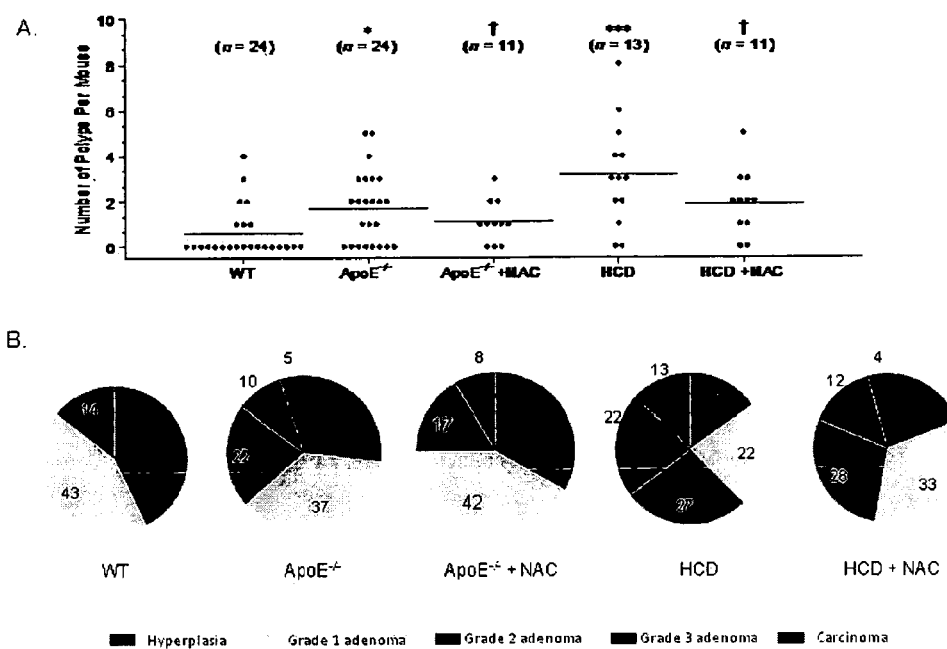 A.
Number of Polyps Per Mouse
10
8
6
4
2
0
* † *** †
(n = 24) (n = 24) (n = 11) (n = 13) (n = 11)
WT ApoE-/- ApoE-/- +NAC HCD HCD +NAC
B.
14
43
5
10
22
37
8
17
42
13
22
22
27
4
12
28
33
WT ApoE-/- ApoE-/- + NAC HCD HCD + NAC
Hyperplasia Grade 1 adenoma Grade 2 adenoma Grade 3 adenoma Carcinoma